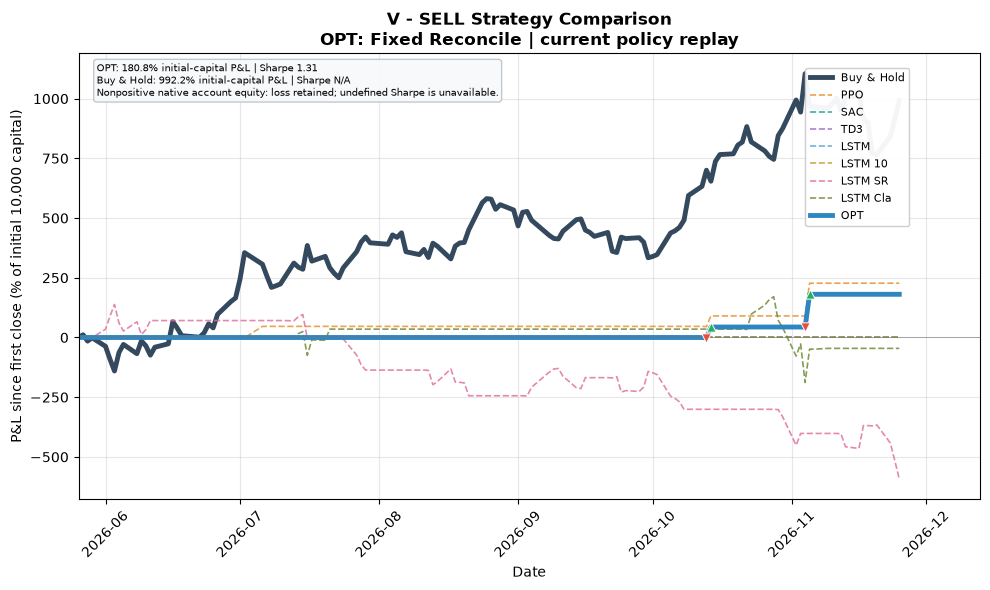 V - SELL Strategy Comparison
OPT: Fixed Reconcile | current policy replay
OPT: 180.8% initial-capital P&L | Sharpe 1.31
Buy & Hold: 992.2% initial-capital P&L | Sharpe N/A
Nonpositive native account equity: loss retained; undefined Sharpe is unavailable.
Buy & Hold
PPO
SAC
TD3
LSTM
LSTM 10
LSTM SR
LSTM Cla
OPT
P&L since first close (% of initial 10,000 capital)
1000
750
500
250
0
−250
−500
2026-06
2026-07
2026-08
2026-09
2026-10
2026-11
2026-12
Date